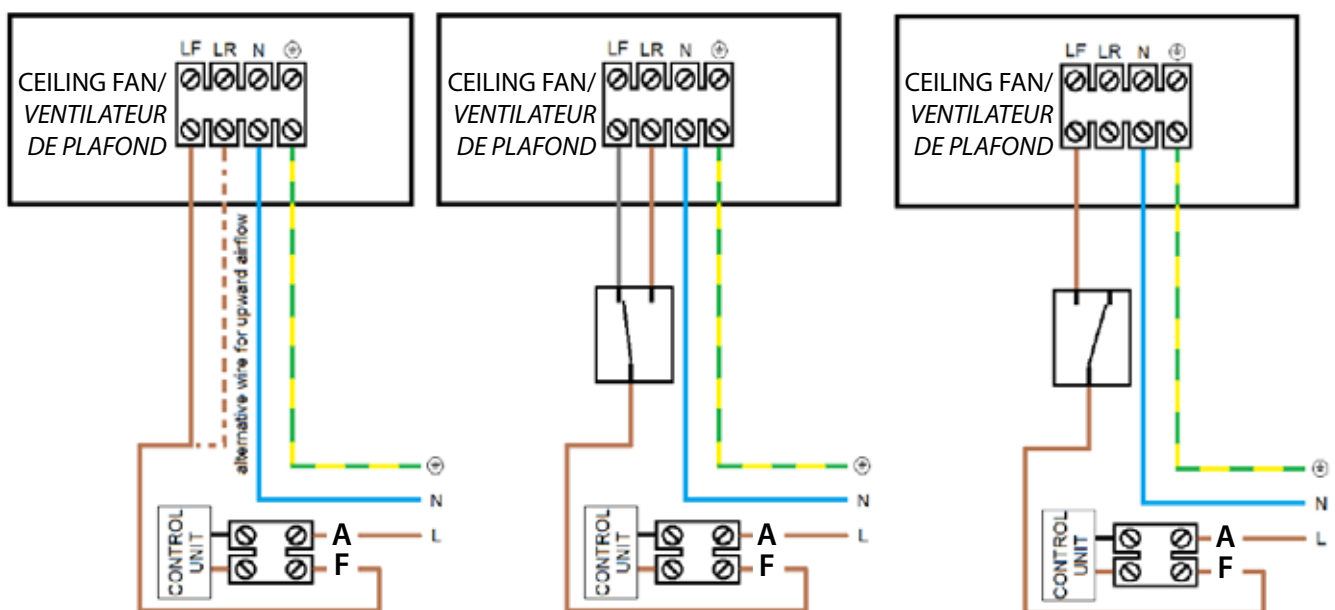 LF LR N ⏚
CEILING FAN/
VENTILATEUR
DE PLAFOND
alternative wire for upward airflow
⏚
N
CONTROL
UNIT
A
L
F
LF LR N ⏚
CEILING FAN/
VENTILATEUR
DE PLAFOND
⏚
N
CONTROL
UNIT
A
L
F
LF LR N ⏚
CEILING FAN/
VENTILATEUR
DE PLAFOND
⏚
N
CONTROL
UNIT
A
L
F